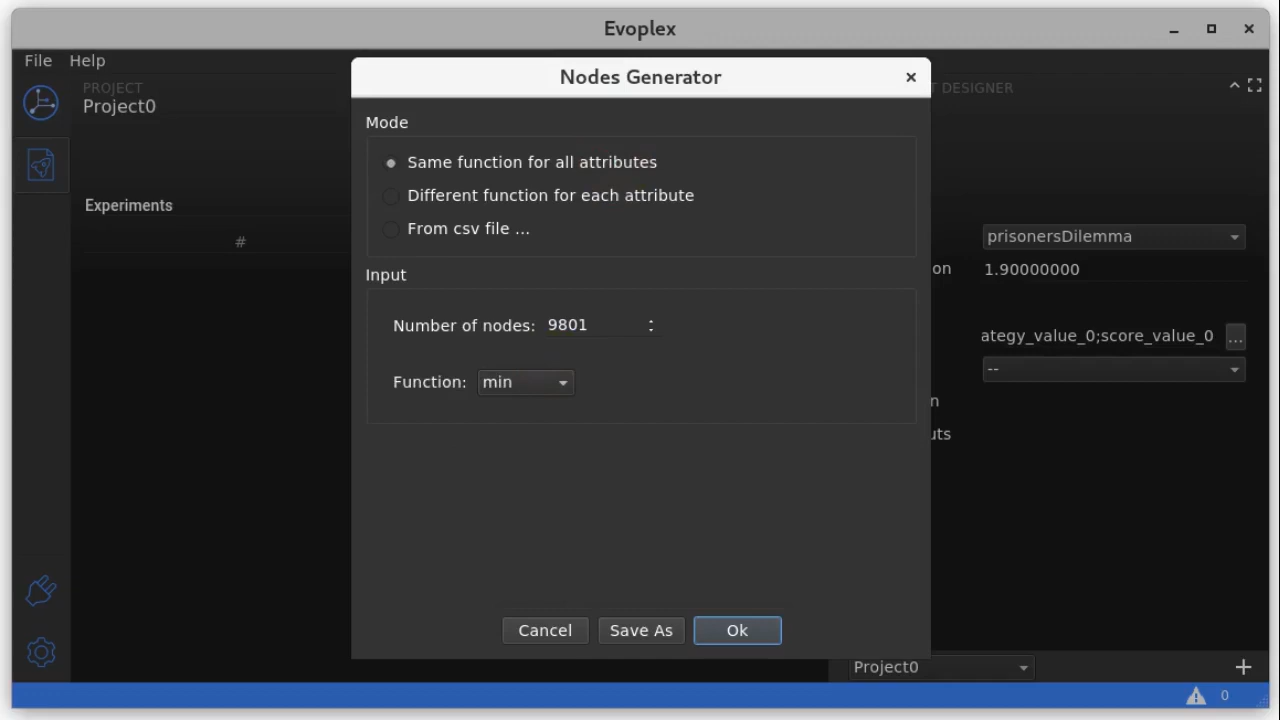 Evoplex
File Help
PROJECT
Project0
Experiments
#
Nodes Generator
Mode
Same function for all attributes
Different function for each attribute
From csv file ...
Input
Number of nodes: 9801
Function: min
Cancel Save As Ok
T DESIGNER
prisonersDilemma
on 1.90000000
ategy_value_0;score_value_0 ...
--
n
uts
Project0
0